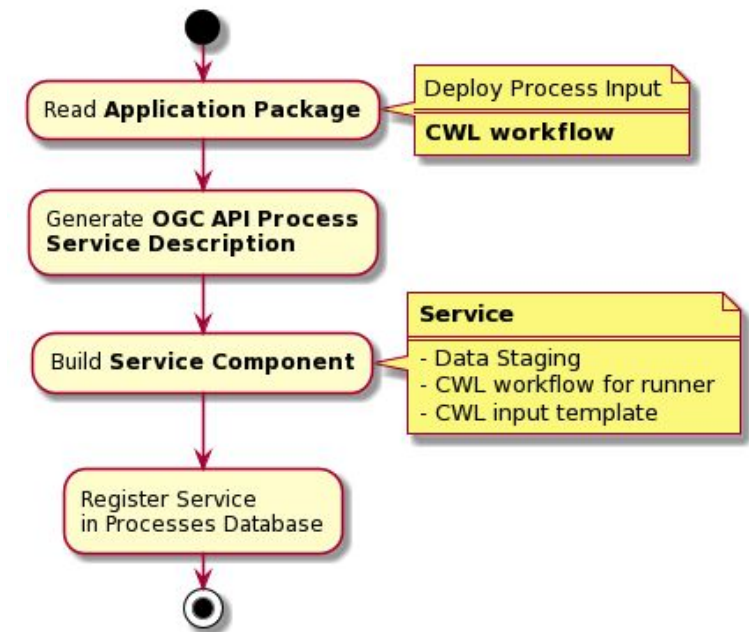 Read Application Package
Deploy Process Input
CWL workflow
Generate OGC API Process
Service Description
Build Service Component
Service
- Data Staging
- CWL workflow for runner
- CWL input template
Register Service
in Processes Database